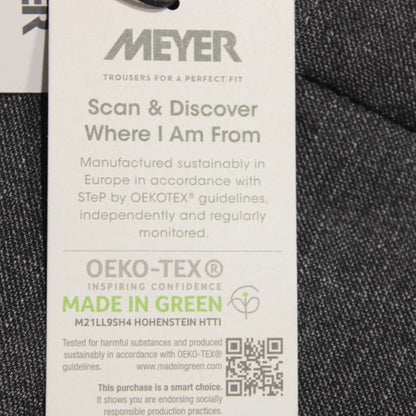 MEYER
TROUSERS FOR A PERFECT FIT
Scan & Discover
Where I Am From
Manufactured sustainably in
Europe in accordance with
STeP by OEKOTEX® guidelines,
independently and regularly
monitored.
OEKO-TEX®
INSPIRING CONFIDENCE
MADE IN GREEN
M21LL9SH4 HOHENSTEIN HTTI
Tested for harmful substances and produced
sustainably in accordance with OEKO-TEX®
guidelines. www.madeingreen.com
This purchase is a smart choice.
It shows you are endorsing socially
responsible production practices.